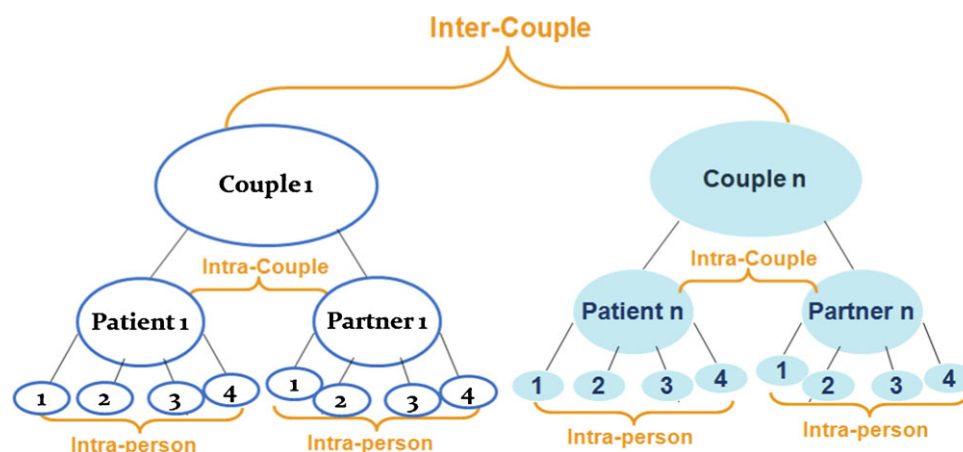 Inter-Couple
Couple 1
Couple n
Intra-Couple
Intra-Couple
Patient 1
Partner 1
Patient n
Partner n
1 2 3 4
1 2 3 4
1 2 3 4
1 2 3 4
Intra-person
Intra-person
Intra-person
Intra-person